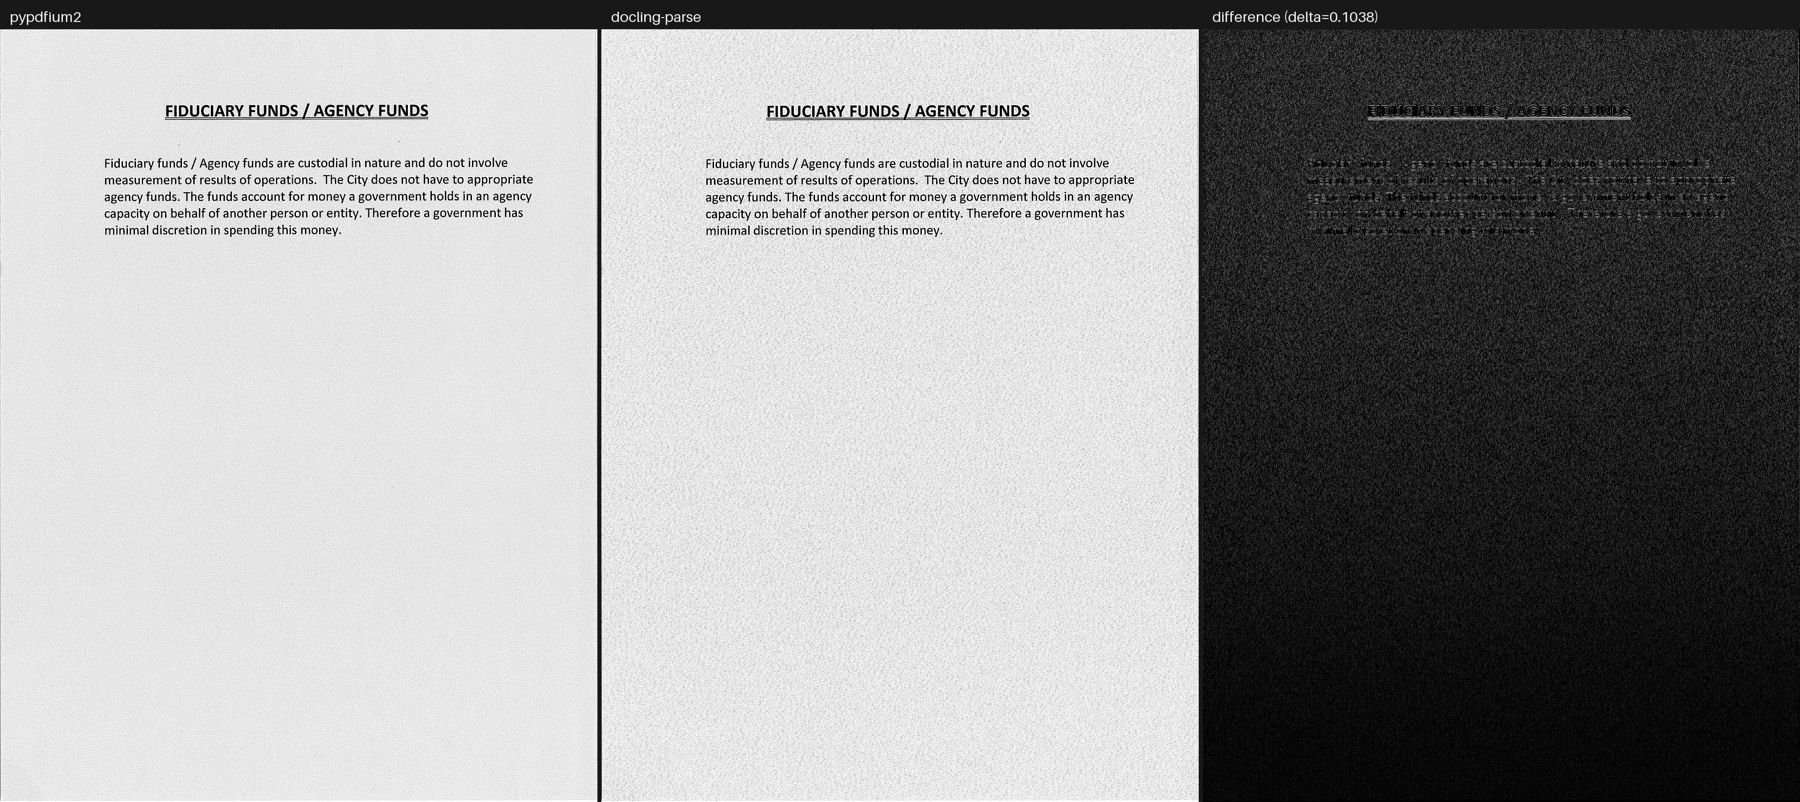 pypdfium2
docling-parse
difference (delta=0.1038)
FIDUCIARY FUNDS / AGENCY FUNDS
Fiduciary funds / Agency funds are custodial in nature and do not involve
measurement of results of operations.  The City does not have to appropriate
agency funds. The funds account for money a government holds in an agency
capacity on behalf of another person or entity. Therefore a government has
minimal discretion in spending this money.
FIDUCIARY FUNDS / AGENCY FUNDS
Fiduciary funds / Agency funds are custodial in nature and do not involve
measurement of results of operations.  The City does not have to appropriate
agency funds. The funds account for money a government holds in an agency
capacity on behalf of another person or entity. Therefore a government has
minimal discretion in spending this money.
FIDUCIARY FUNDS / AGENCY FUNDS